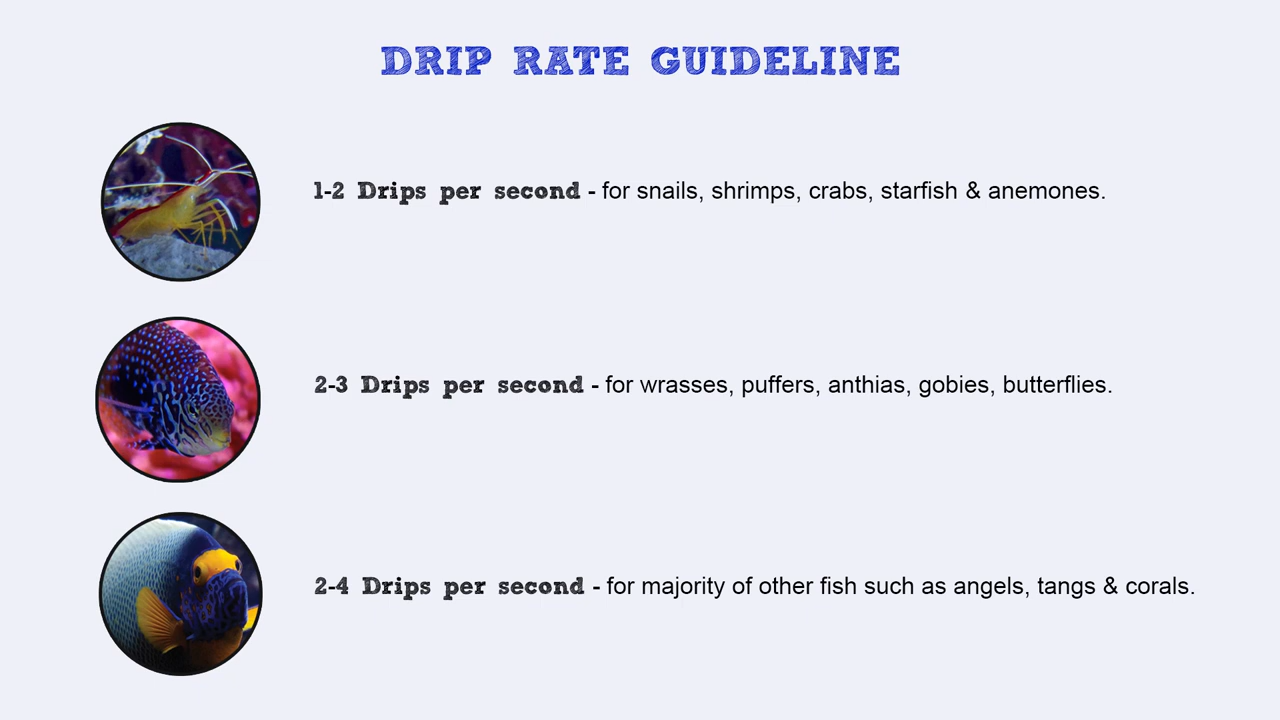 DRIP RATE GUIDELINE
1-2 Drips per second - for snails, shrimps, crabs, starfish & anemones.
2-3 Drips per second - for wrasses, puffers, anthias, gobies, butterflies.
2-4 Drips per second - for majority of other fish such as angels, tangs & corals.